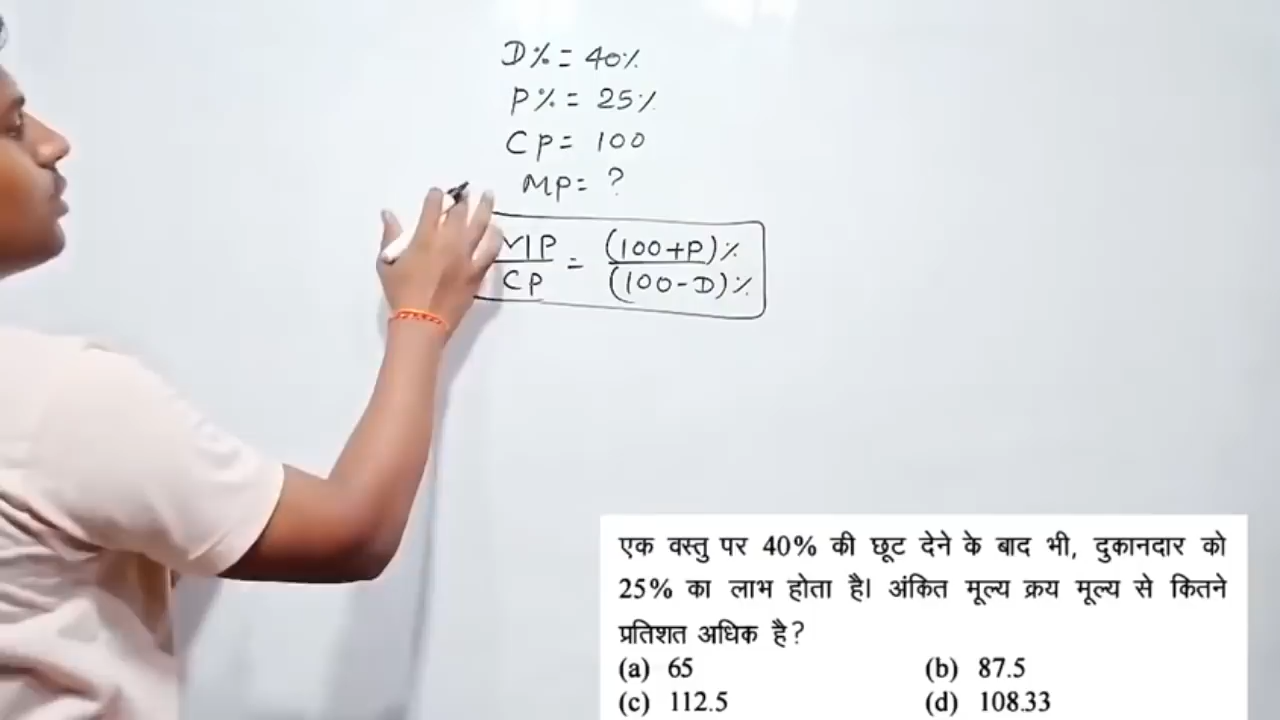 D% = 40%
P% = 25%
CP = 100
MP = ?
MP/CP = (100+P)%/(100-D)%
एक वस्तु पर 40% की छूट देने के बाद भी, दुकानदार को
25% का लाभ होता है। अंकित मूल्य क्रय मूल्य से कितने
प्रतिशत अधिक है?
(a) 65 (b) 87.5
(c) 112.5 (d) 108.33